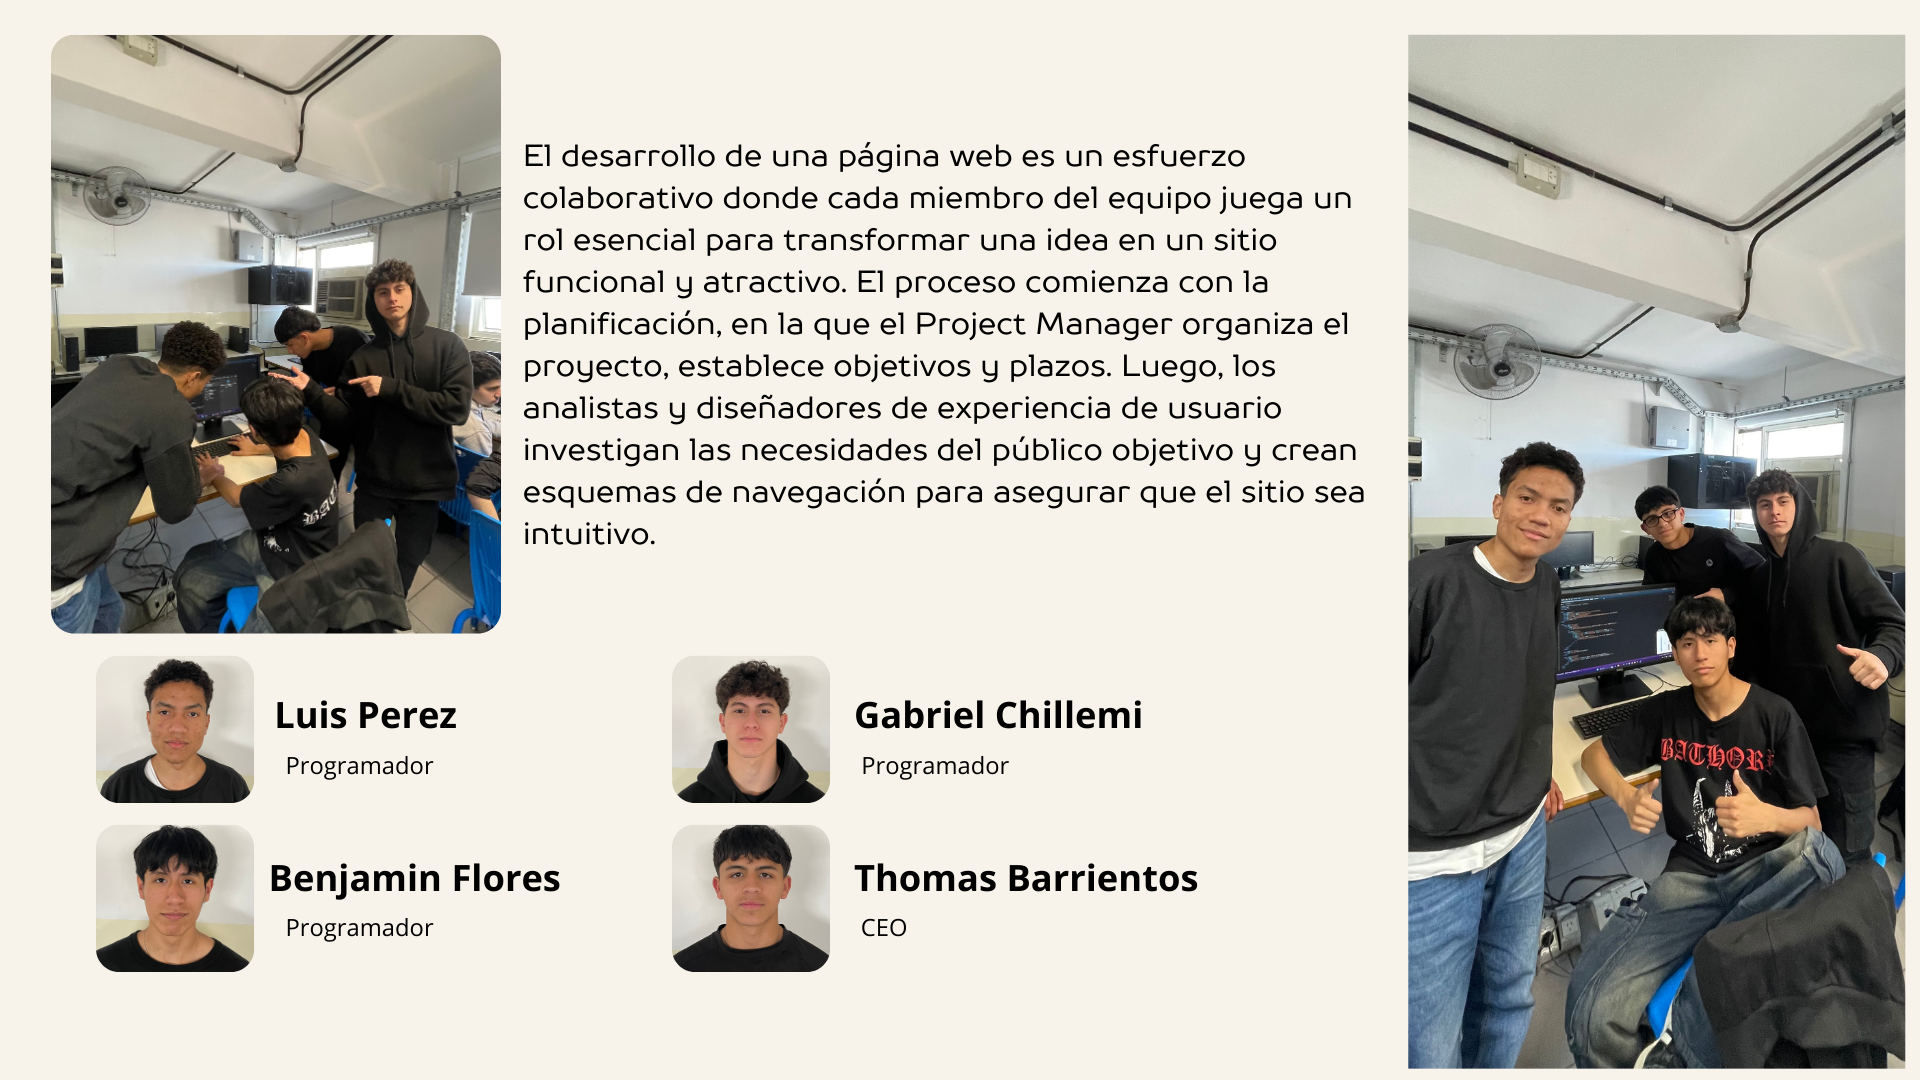 El desarrollo de una página web es un esfuerzo
colaborativo donde cada miembro del equipo juega un
rol esencial para transformar una idea en un sitio
funcional y atractivo. El proceso comienza con la
planificación, en la que el Project Manager organiza el
proyecto, establece objetivos y plazos. Luego, los
analistas y diseñadores de experiencia de usuario
investigan las necesidades del público objetivo y crean
esquemas de navegación para asegurar que el sitio sea
intuitivo.
Luis Perez
Programador
Gabriel Chillemi
Programador
Benjamin Flores
Programador
Thomas Barrientos
CEO